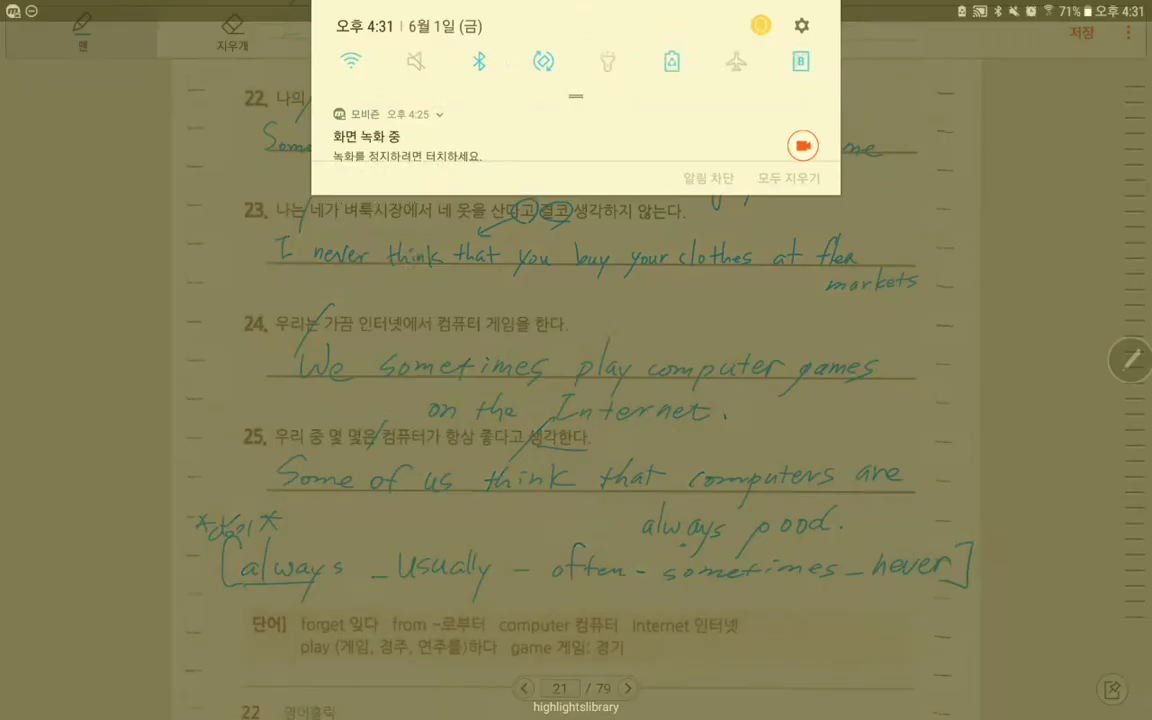 오후 4:31 6월 1일 (금)
71% 오후 4:31
펜
지우개
저장
모비즌 오후 4:25
화면 녹화 중
녹화를 정지하려면 터치하세요.
알림 차단 모두 지우기
22. 나의
Some me
23. 나는 네가 벼룩시장에서 네 옷을 산다고 결코 생각하지 않는다.
I never think that you buy your clothes at flea
markets
24. 우리는 가끔 인터넷에서 컴퓨터 게임을 한다.
We sometimes play computer games
on the Internet.
25. 우리 중 몇 몇은 컴퓨터가 항상 좋다고 생각한다.
Some of us think that computers are
always good.
[always - usually - often - sometimes - never]
단어] forget 잊다 from ~로부터 computer 컴퓨터 Internet 인터넷
play (게임, 경주, 연주를)하다 game 게임: 경기
21 / 79
highlightslibrary
22 영어홀릭